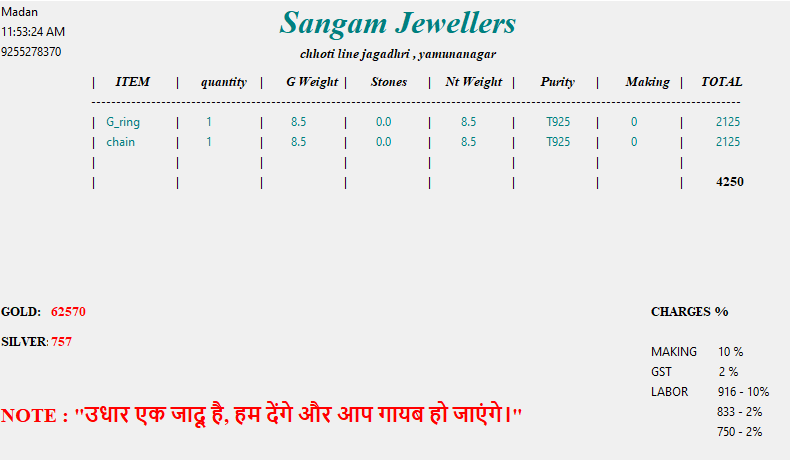 Madan
Sangam Jewellers
11:53:24 AM
9255278370
chhoti line jagadhri , yamunanagar
| ITEM | quantity | G Weight | Stones | Nt Weight | Purity | Making | TOTAL
--------------------------------------------------------------------------------
| G_ring | 1 | 8.5 | 0.0 | 8.5 | T925 | 0 | 2125
| chain | 1 | 8.5 | 0.0 | 8.5 | T925 | 0 | 2125
| | | | | | | |
| | | | | | | | 4250
GOLD: 62570
CHARGES %
SILVER: 757
MAKING 10 %
GST 2 %
LABOR 916 - 10%
833 - 2%
750 - 2%
NOTE : "उधार एक जादू है, हम देंगे और आप गायब हो जाएंगे।"